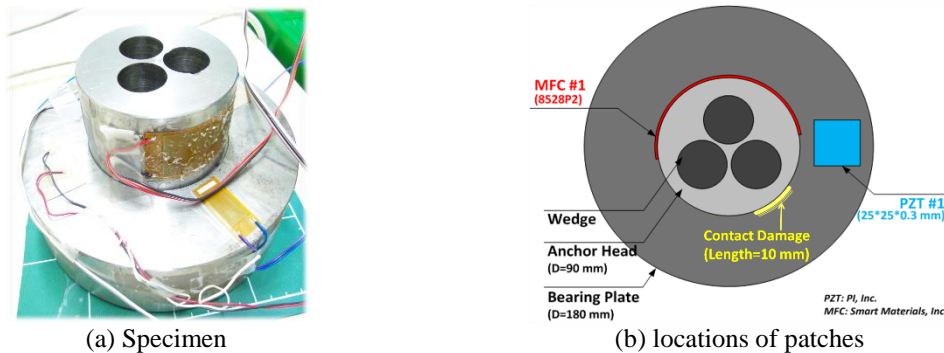 MFC #1
(8528P2)
PZT #1
(25*25*0.3 mm)
Wedge
Anchor Head
(D=90 mm)
Bearing Plate
(D=180 mm)
Contact Damage
(Length=10 mm)
PZT: PI, Inc.
MFC: Smart Materials, Inc
(a) Specimen
(b) locations of patches